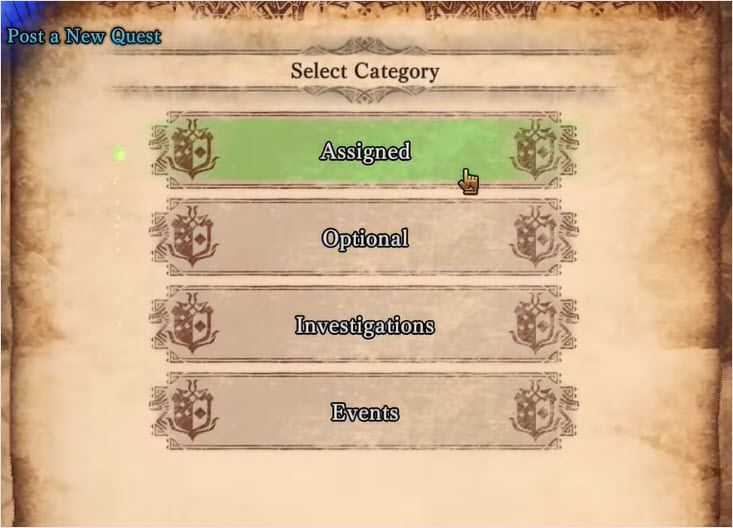 Post a New Quest
Select Category
Assigned
Optional
Investigations
Events